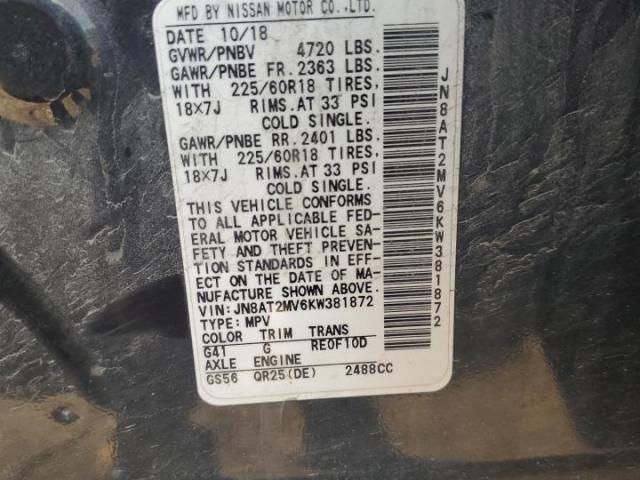 MFD BY NISSAN MOTOR CO.,LTD.
DATE 10/18
GVWR/PNBV 4720 LBS.
GAWR/PNBE FR. 2363 LBS.
WITH 225/60R18 TIRES,
18X7J RIMS.AT 33 PSI
COLD SINGLE.
GAWR/PNBE RR. 2401 LBS.
WITH 225/60R18 TIRES,
18X7J RIMS.AT 33 PSI
COLD SINGLE.
THIS VEHICLE CONFORMS
TO ALL APPLICABLE FED-
ERAL MOTOR VEHICLE SA-
FETY AND THEFT PREVEN-
TION STANDARDS IN EFF-
ECT ON THE DATE OF MA-
NUFACTURE SHOWN ABOVE.
VIN:JN8AT2MV6KW381872
TYPE: MPV
COLOR TRIM TRANS
G41 G RE0F10D
AXLE ENGINE
GS56 QR25(DE) 2488CC
JN8AT2MV6KW381872